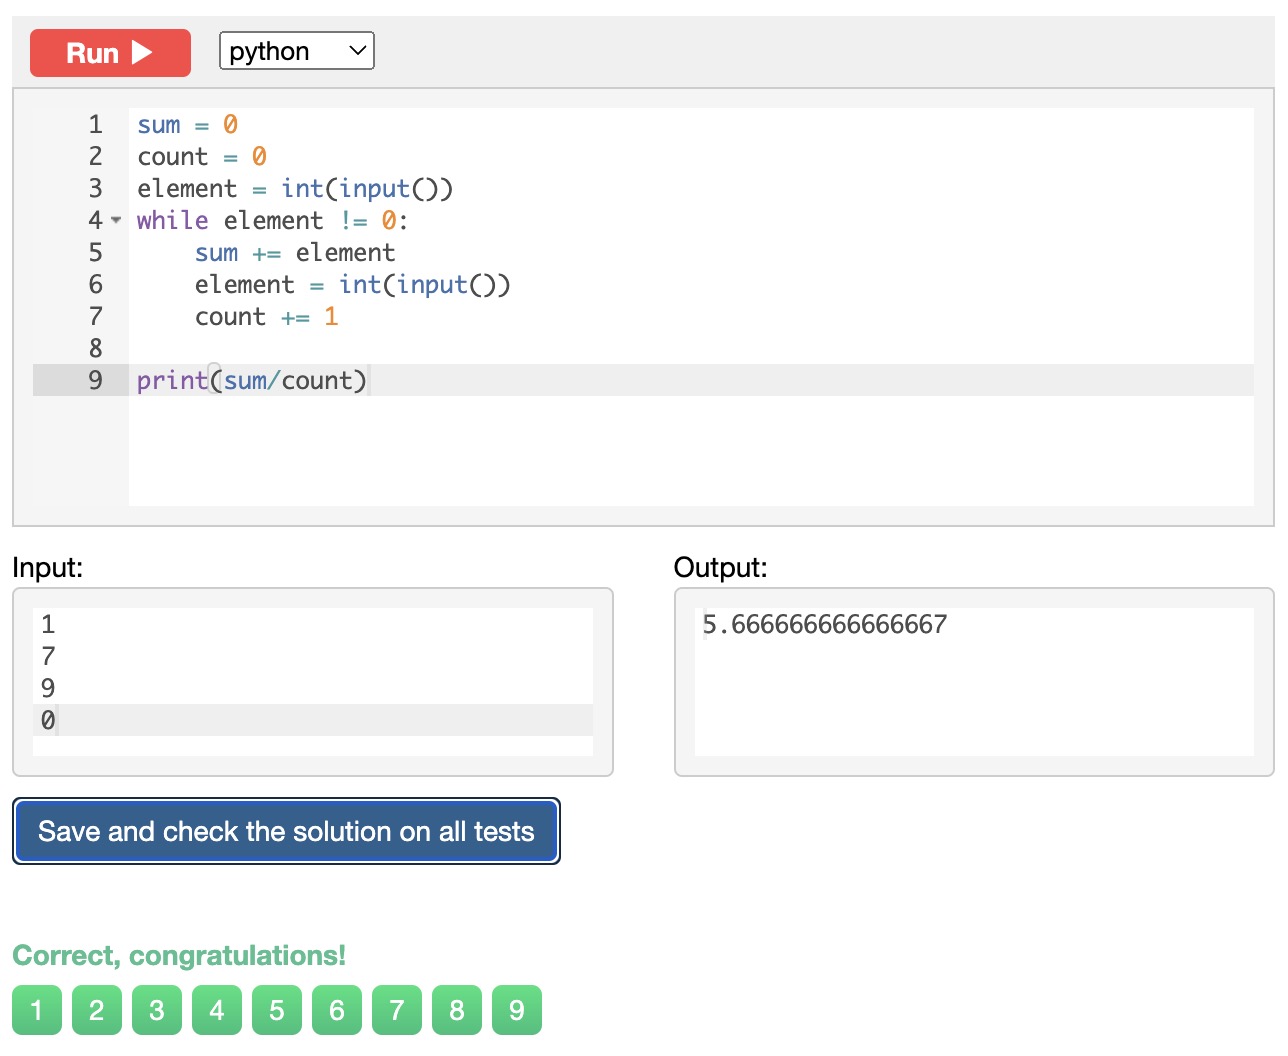 Run
python
1 sum = 0
2 count = 0
3 element = int(input())
4 while element != 0:
5     sum += element
6     element = int(input())
7     count += 1
8
9 print(sum/count)
Input:
1
7
9
0
Output:
5.666666666666667
Save and check the solution on all tests
Correct, congratulations!
1 2 3 4 5 6 7 8 9